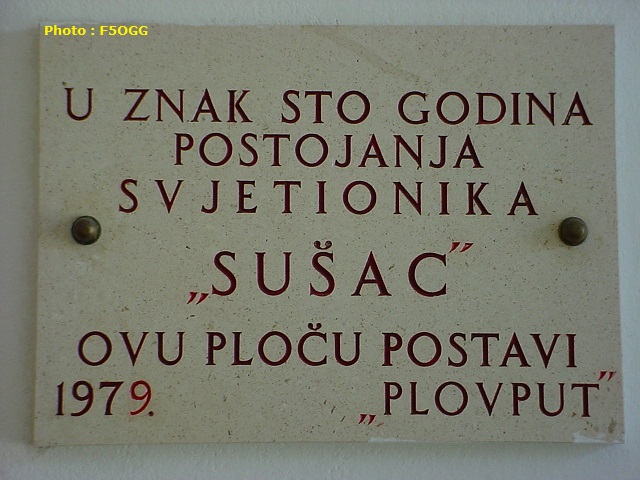 Photo : F5OGG
U ZNAK STO GODINA
POSTOJANJA
SVJETIONIKA
„SUŠAC”
OVU PLOČU POSTAVI
1979. „PLOVPUT”